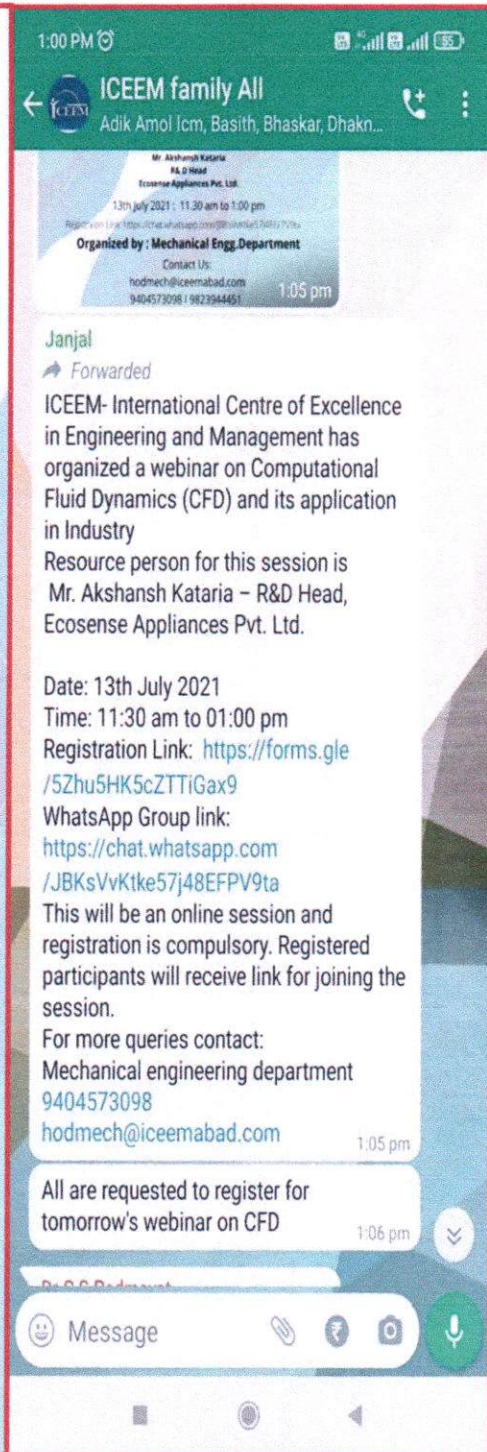 1:00 PM
55
ICEEM
ICEEM family All
Adik Amol Icm, Basith, Bhaskar, Dhakn...
Mr. Akshansh Kataria
R& D Head
Ecosense Appliances Pvt. Ltd.
13th july 2021 : 11.30 am to 1:00 pm
Organized by : Mechanical Engg.Department
Contact Us:
hodmech@iceemabad.com
9404573098 I 9823944451
1:05 pm
Janjal
Forwarded
ICEEM- International Centre of Excellence
in Engineering and Management has
organized a webinar on Computational
Fluid Dynamics (CFD) and its application
in Industry
Resource person for this session is
Mr. Akshansh Kataria – R&D Head,
Ecosense Appliances Pvt. Ltd.
Date: 13th July 2021
Time: 11:30 am to 01:00 pm
Registration Link: https://forms.gle
/5Zhu5HK5cZTTiGax9
WhatsApp Group link:
https://chat.whatsapp.com
/JBKsVvKtke57j48EFPV9ta
This will be an online session and
registration is compulsory. Registered
participants will receive link for joining the
session.
For more queries contact:
Mechanical engineering department
9404573098
hodmech@iceemabad.com
1:05 pm
All are requested to register for
tomorrow's webinar on CFD
1:06 pm
Message